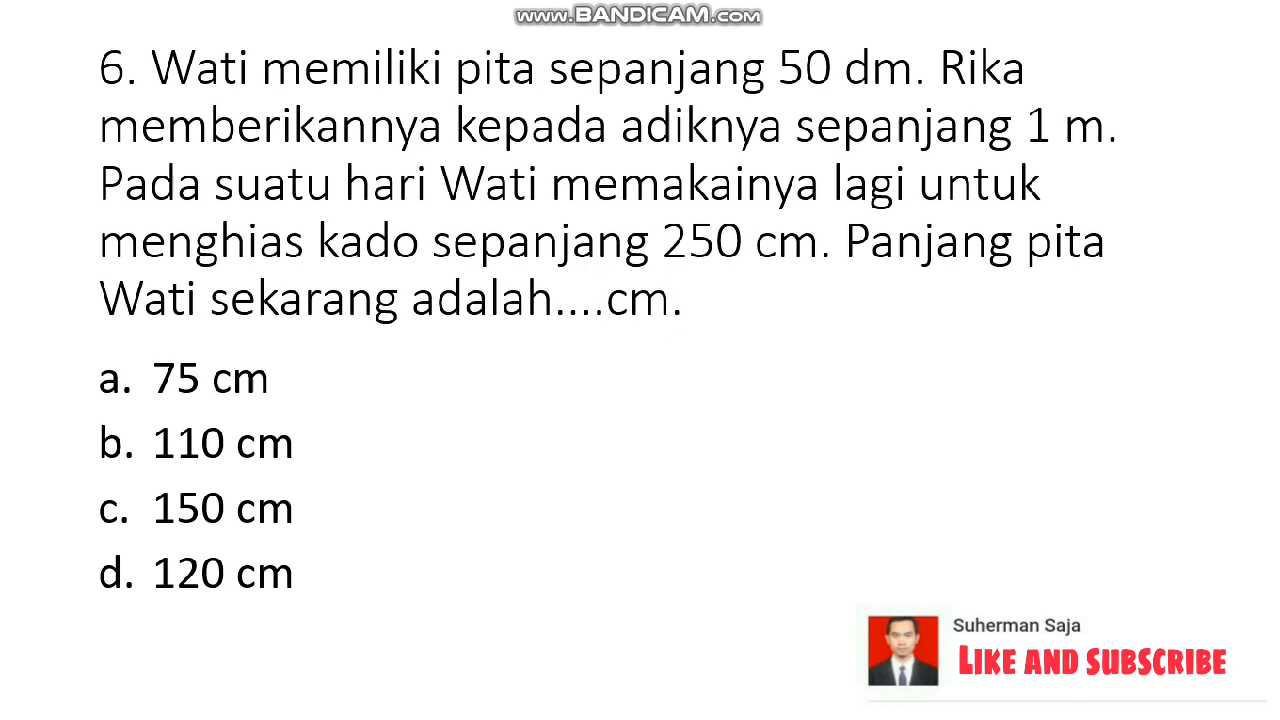 www.BANDICAM.com
6. Wati memiliki pita sepanjang 50 dm. Rika
memberikannya kepada adiknya sepanjang 1 m.
Pada suatu hari Wati memakainya lagi untuk
menghias kado sepanjang 250 cm. Panjang pita
Wati sekarang adalah....cm.
a. 75 cm
b. 110 cm
c. 150 cm
d. 120 cm
Suherman Saja
LIKE AND SUBSCRIBE